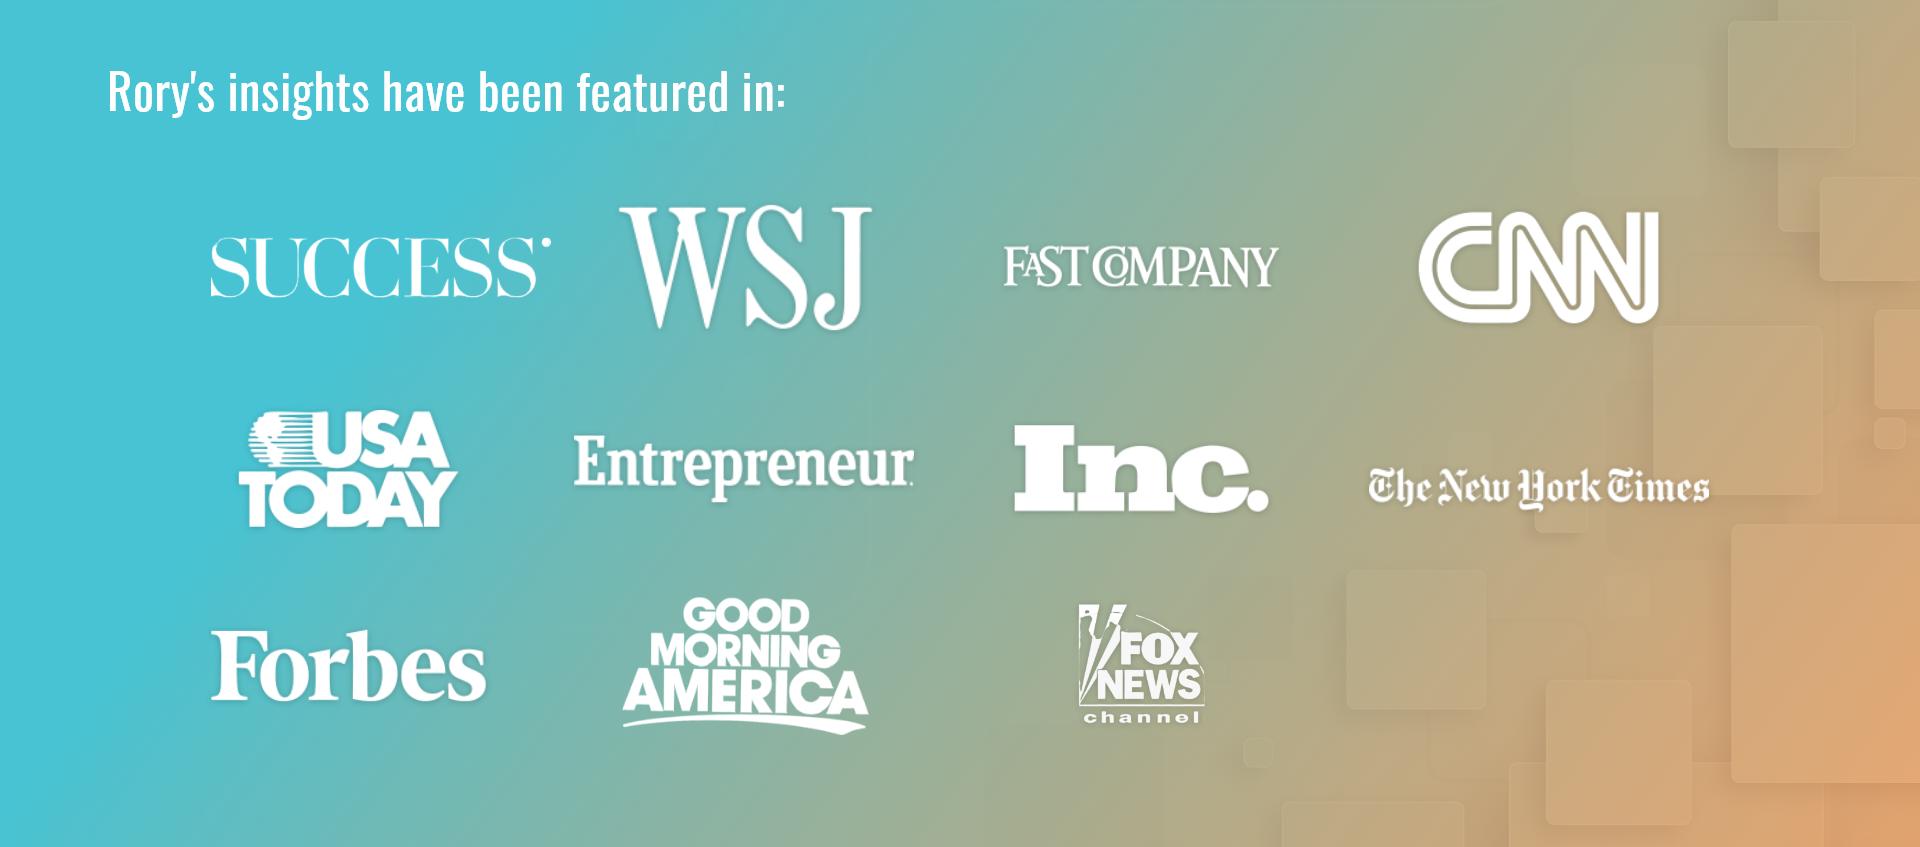 Rory's insights have been featured in:
SUCCESS
WSJ
FAST COMPANY
CNN
USA
TODAY
Entrepreneur.
Inc.
The New York Times
Forbes
GOOD
MORNING
AMERICA
FOX
NEWS
channel